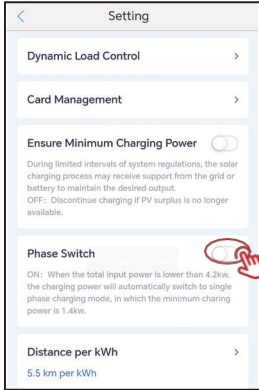 Setting
Dynamic Load Control
Card Management
Ensure Minimum Charging Power
During limited intervals of system regulations, the solar
charging process may receive support from the grid or
battery to maintain the desired output.
OFF: Discontinue charging if PV surplus is no longer
available.
Phase Switch
ON: When the total input power is lower than 4.2kw,
the charging power will automatically switch to single
phase charging mode, in which the minimum charing
power is 1.4kw.
Distance per kWh
5.5 km per kWh